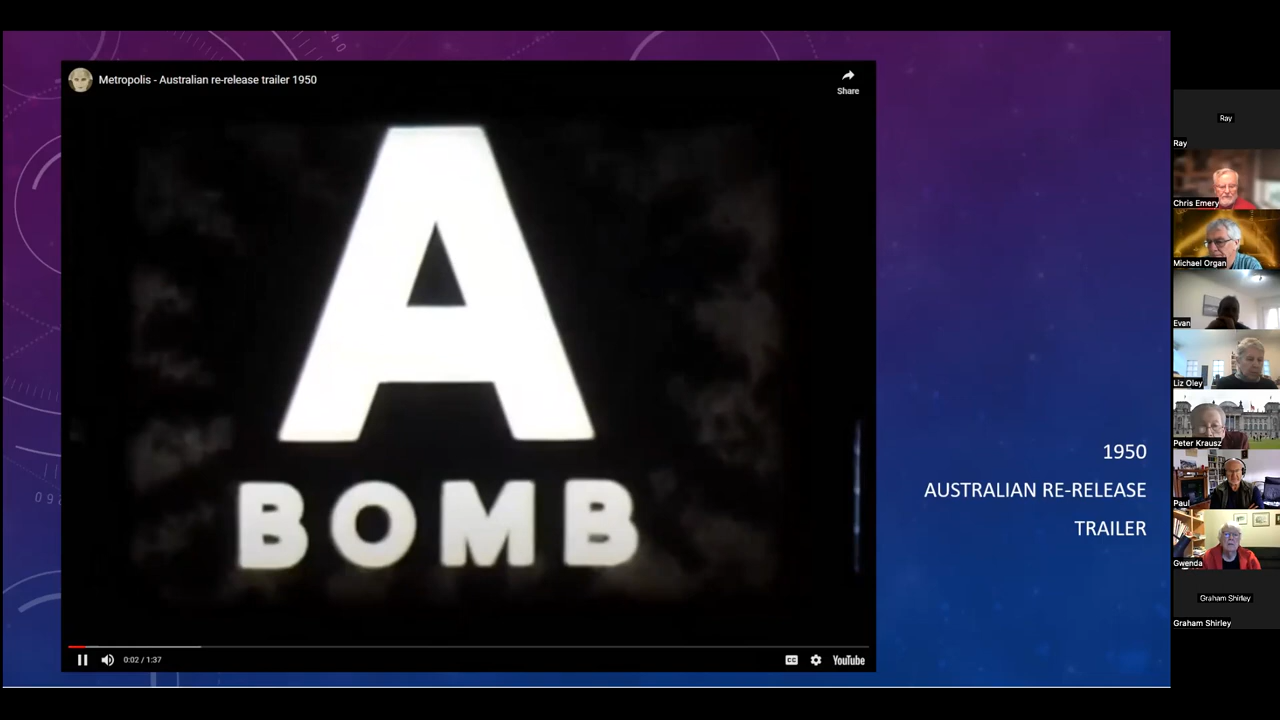 Metropolis - Australian re-release trailer 1950
Share
A
BOMB
0:02 / 1:37
CC
YouTube
1950
AUSTRALIAN RE-RELEASE
TRAILER
Ray
Ray
Chris Emery
Michael Organ
Evan
Liz Oley
Peter Krausz
Paul
Gwenda
Graham Shirley
Graham Shirley